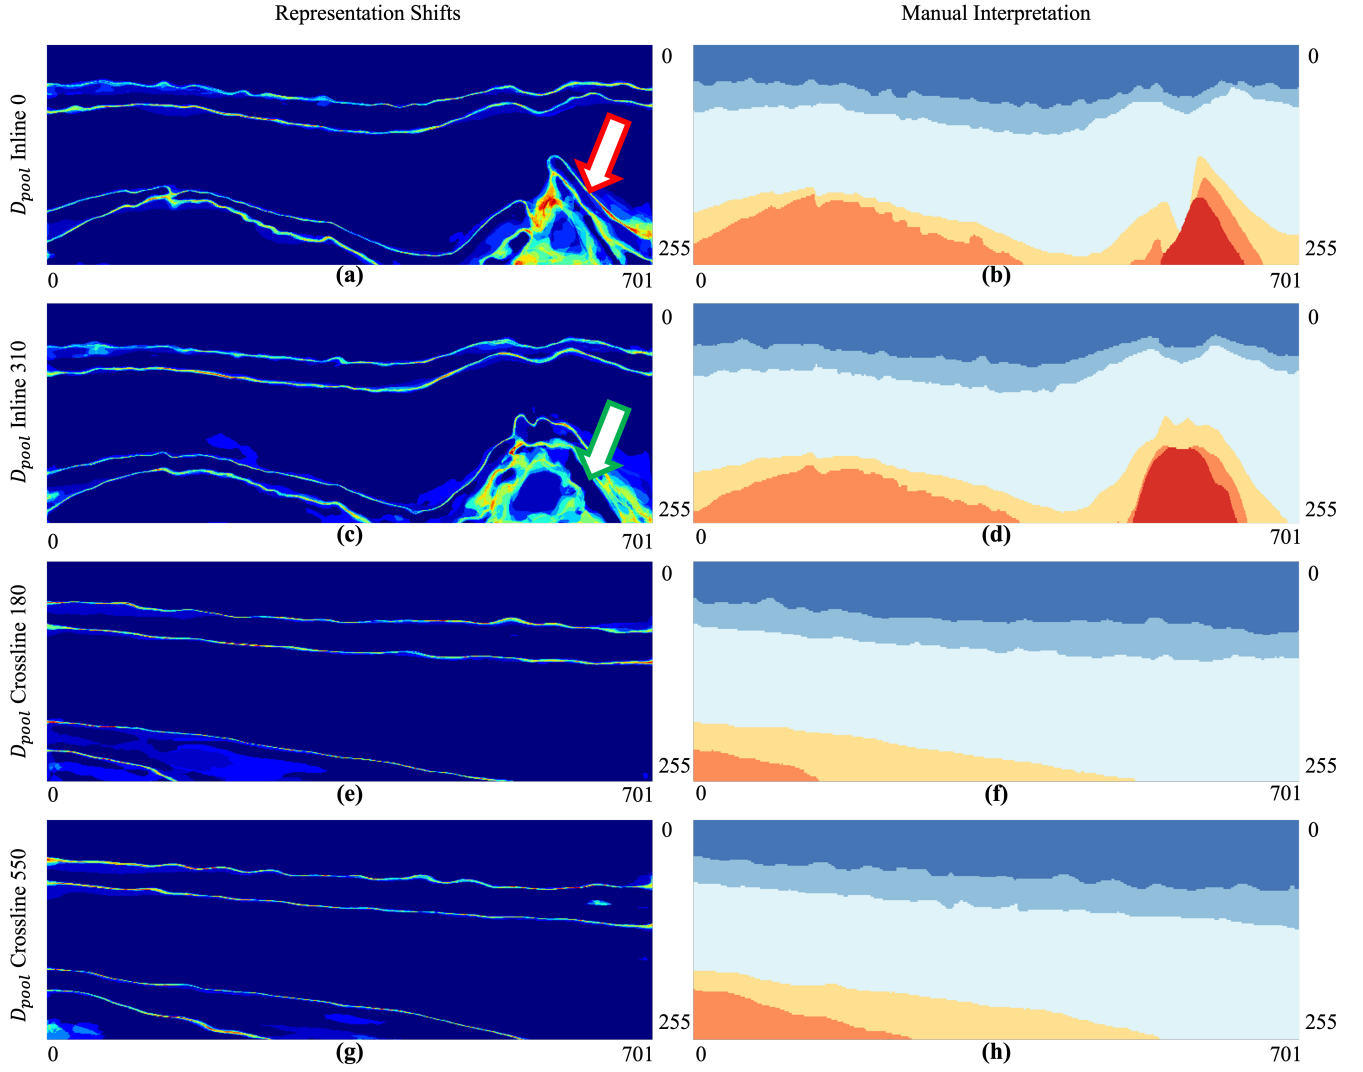 Representation Shifts
Manual Interpretation
D_pool Inline 0
0
0
255
255
0
(a)
701
0
(b)
701
D_pool Inline 310
0
0
255
255
0
(c)
701
0
(d)
701
D_pool Crossline 180
0
0
255
255
0
(e)
701
0
(f)
701
D_pool Crossline 550
0
0
255
255
0
(g)
701
0
(h)
701